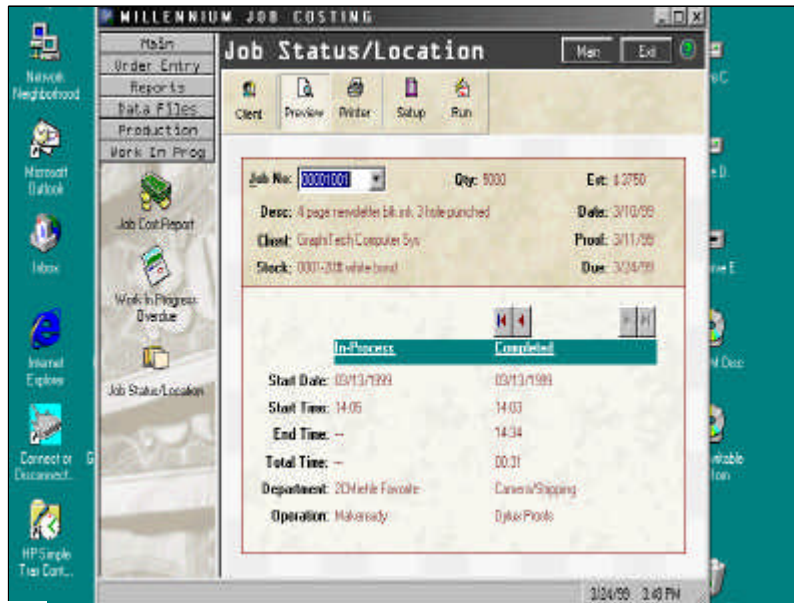 MILLENNIUM JOB COSTING
Network Neighborhood
Microsoft Outlook
Inbox
Internet Explorer
Connect or Disconnect..
HP Simple Trax Cont...
Main
Order Entry
Reports
Data Files
Production
Work In Prog
Job Cost Report
Work In Progress Overdue
Job Status/Location
Job Status/Location
Main Exit
Client Preview Printer Setup Run
Job No: 00001001 Qty: 5000 Est: $ 3750
Desc: 4 page newsletter blk ink 3 hole punched Date: 3/10/99
Client: GraphTech Computer Sys Proof: 3/11/99
Stock: 0001-20# white bond Due: 3/24/99
In-Process Completed
Start Date: 03/13/1999 03/13/1999
Start Time: 14:05 14:03
End Time: -- 14:34
Total Time: -- 00:31
Department: 2C Miehle Favorite Camera/Stripping
Operation: Makeready Dylux Proofs
3/24/99 3:48 PM